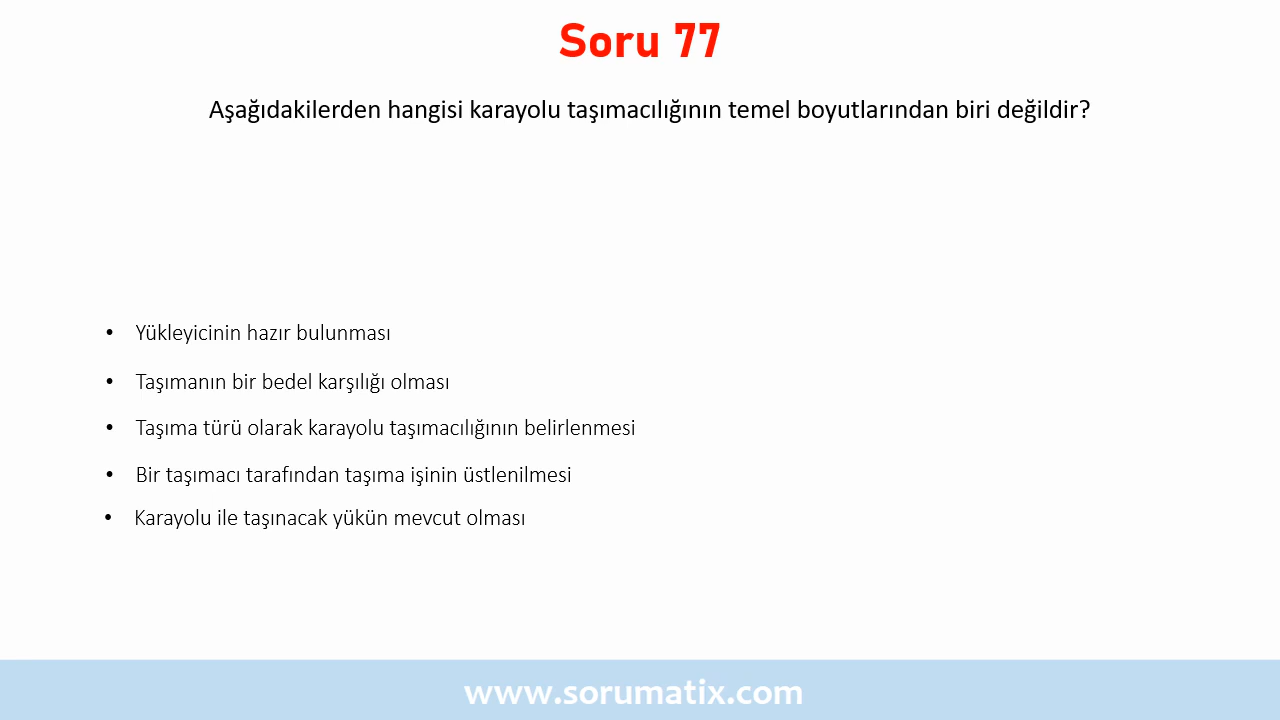 Soru 77
Aşağıdakilerden hangisi karayolu taşımacılığının temel boyutlarından biri değildir?
• Yükleyicinin hazır bulunması
• Taşımanın bir bedel karşılığı olması
• Taşıma türü olarak karayolu taşımacılığının belirlenmesi
• Bir taşımacı tarafından taşıma işinin üstlenilmesi
• Karayolu ile taşınacak yükün mevcut olması
www.sorumatix.com